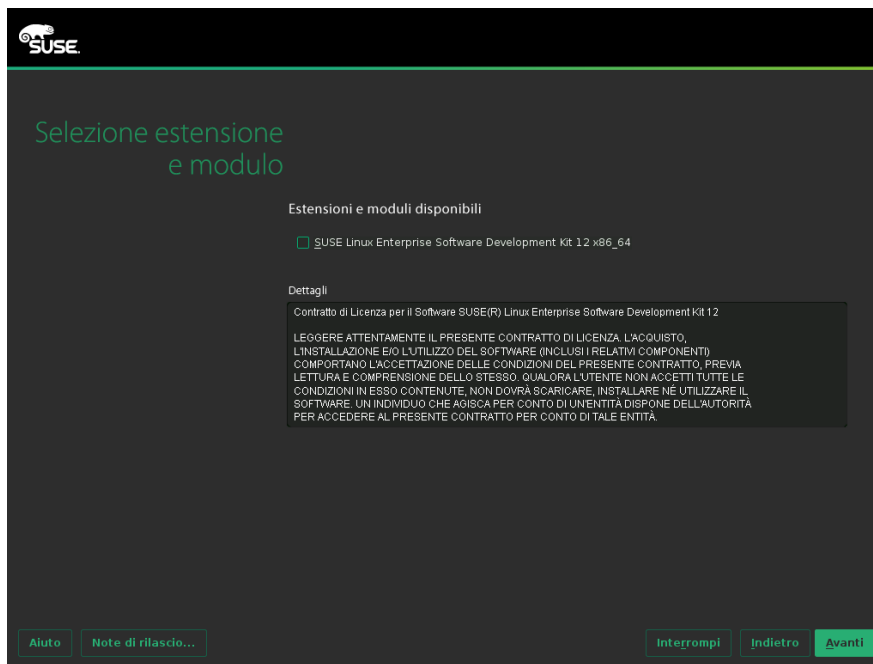 SUSE.
Selezione estensione
e modulo
Estensioni e moduli disponibili
SUSE Linux Enterprise Software Development Kit 12 x86_64
Dettagli
Contratto di Licenza per il Software SUSE(R) Linux Enterprise Software Development Kit 12
LEGGERE ATTENTAMENTE IL PRESENTE CONTRATTO DI LICENZA. L'ACQUISTO,
L'INSTALLAZIONE E/O L'UTILIZZO DEL SOFTWARE (INCLUSI I RELATIVI COMPONENTI)
COMPORTANO L'ACCETTAZIONE DELLE CONDIZIONI DEL PRESENTE CONTRATTO, PREVIA
LETTURA E COMPRENSIONE DELLO STESSO. QUALORA L'UTENTE NON ACCETTI TUTTE LE
CONDIZIONI IN ESSO CONTENUTE, NON DOVRÀ SCARICARE, INSTALLARE NÉ UTILIZZARE IL
SOFTWARE. UN INDIVIDUO CHE AGISCA PER CONTO DI UN'ENTITÀ DISPONE DELL'AUTORITÀ
PER ACCEDERE AL PRESENTE CONTRATTO PER CONTO DI TALE ENTITÀ.
Aiuto Note di rilascio... Interrompi Indietro Avanti